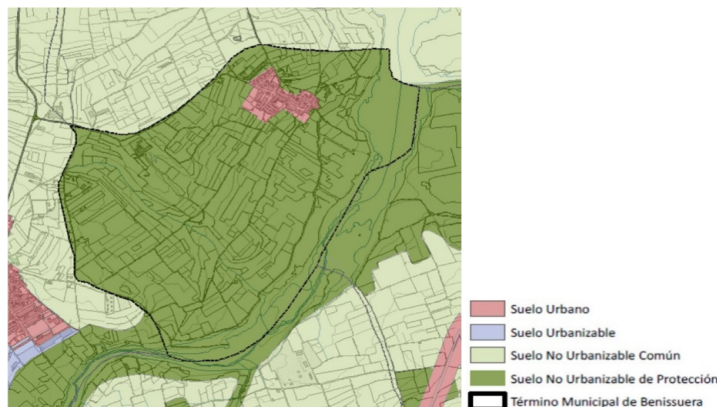 Suelo Urbano
Suelo Urbanizable
Suelo No Urbanizable Común
Suelo No Urbanizable de Protección
Término Municipal de Benissuera